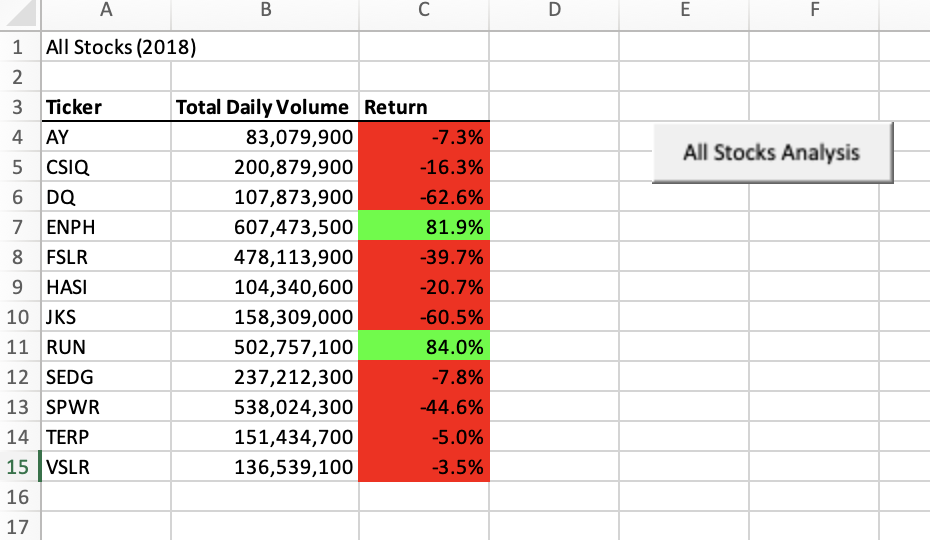 A B C D E F
1 All Stocks (2018)
2
3 Ticker Total Daily Volume Return
4 AY 83,079,900 -7.3%
All Stocks Analysis
5 CSIQ 200,879,900 -16.3%
6 DQ 107,873,900 -62.6%
7 ENPH 607,473,500 81.9%
8 FSLR 478,113,900 -39.7%
9 HASI 104,340,600 -20.7%
10 JKS 158,309,000 -60.5%
11 RUN 502,757,100 84.0%
12 SEDG 237,212,300 -7.8%
13 SPWR 538,024,300 -44.6%
14 TERP 151,434,700 -5.0%
15 VSLR 136,539,100 -3.5%
16
17